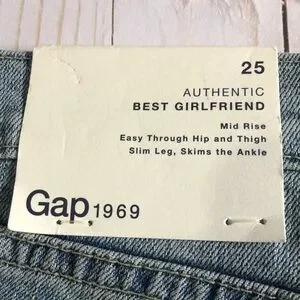 25
AUTHENTIC
BEST GIRLFRIEND
Mid Rise
Easy Through Hip and Thigh
Slim Leg, Skims the Ankle
Gap 1969